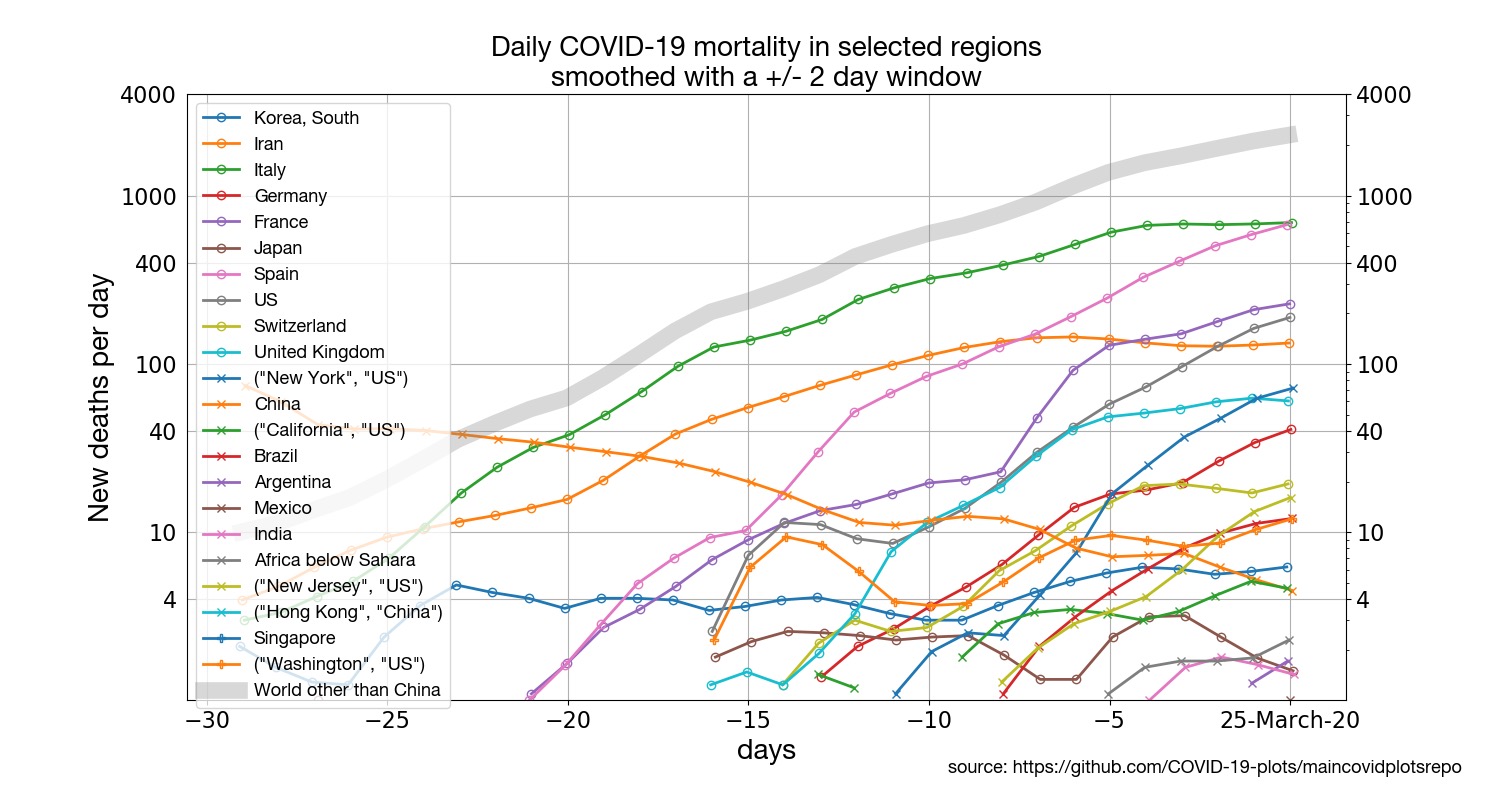 Daily COVID-19 mortality in selected regions
smoothed with a +/- 2 day window
New deaths per day
4000
1000
400
100
40
10
4
4000
1000
400
100
40
10
4
Korea, South
Iran
Italy
Germany
France
Japan
Spain
US
Switzerland
United Kingdom
("New York", "US")
China
("California", "US")
Brazil
Argentina
Mexico
India
Africa below Sahara
("New Jersey", "US")
("Hong Kong", "China")
Singapore
("Washington", "US")
World other than China
−30 −25 −20 −15 −10 −5 25-March-20
days
source: https://github.com/COVID-19-plots/maincovidplotsrepo